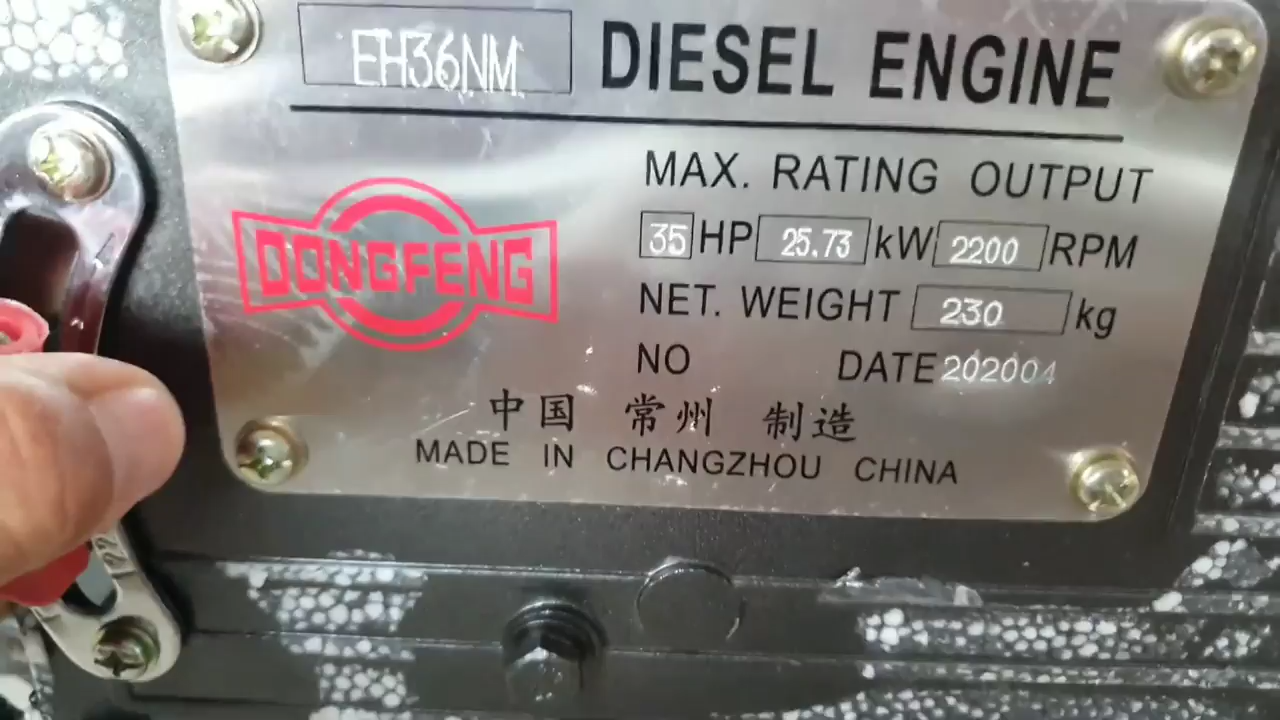 EH36NM DIESEL ENGINE
MAX. RATING OUTPUT
DONGFENG
35 HP 25.73 kW 2200 RPM
NET. WEIGHT 230 kg
NO DATE 202004
中国 常州 制造
MADE IN CHANGZHOU CHINA